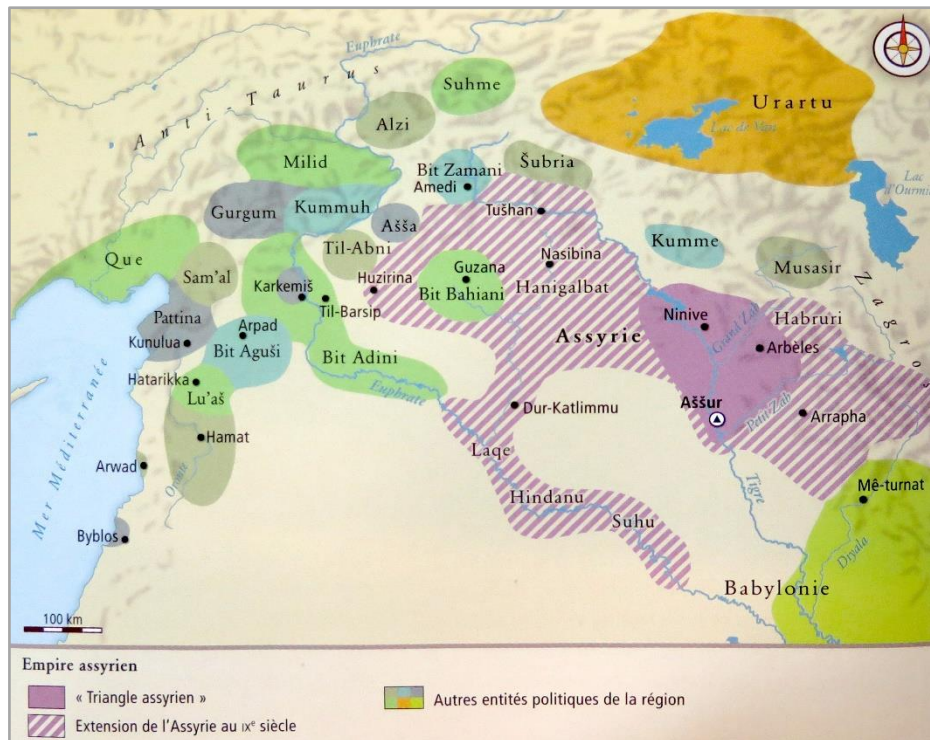 Euphrate
Suhme
Anti-Taurus
Alzi
Urartu
Lac de Van
Milid
Bit Zamani
Amedi
Šubria
Lac
d'Ourmia
Gurgum
Kummuh
Ašša
Tušhan
Kumme
Musasir
Zagros
Que
Sam'al
Til-Abni
Huzirina
Guzana
Bit Bahiani
Nasibina
Hanigalbat
Karkemiš
Til-Barsip
Pattina
Kunulua
Arpad
Bit Aguši
Bit Adini
Assyrie
Ninive
Grand Zab
Habruri
Arbèles
Hatarikka
Lu'aš
Euphrate
Dur-Katlimmu
Aššur
Petit Zab
Arrapha
Hamat
Oronte
Arwad
Laqe
Hindanu
Suhu
Tigre
Mê-turnat
Diyala
Mer Méditerranée
Byblos
Babylonie
100 km
Empire assyrien
« Triangle assyrien »
Autres entités politiques de la région
Extension de l'Assyrie au IXe siècle